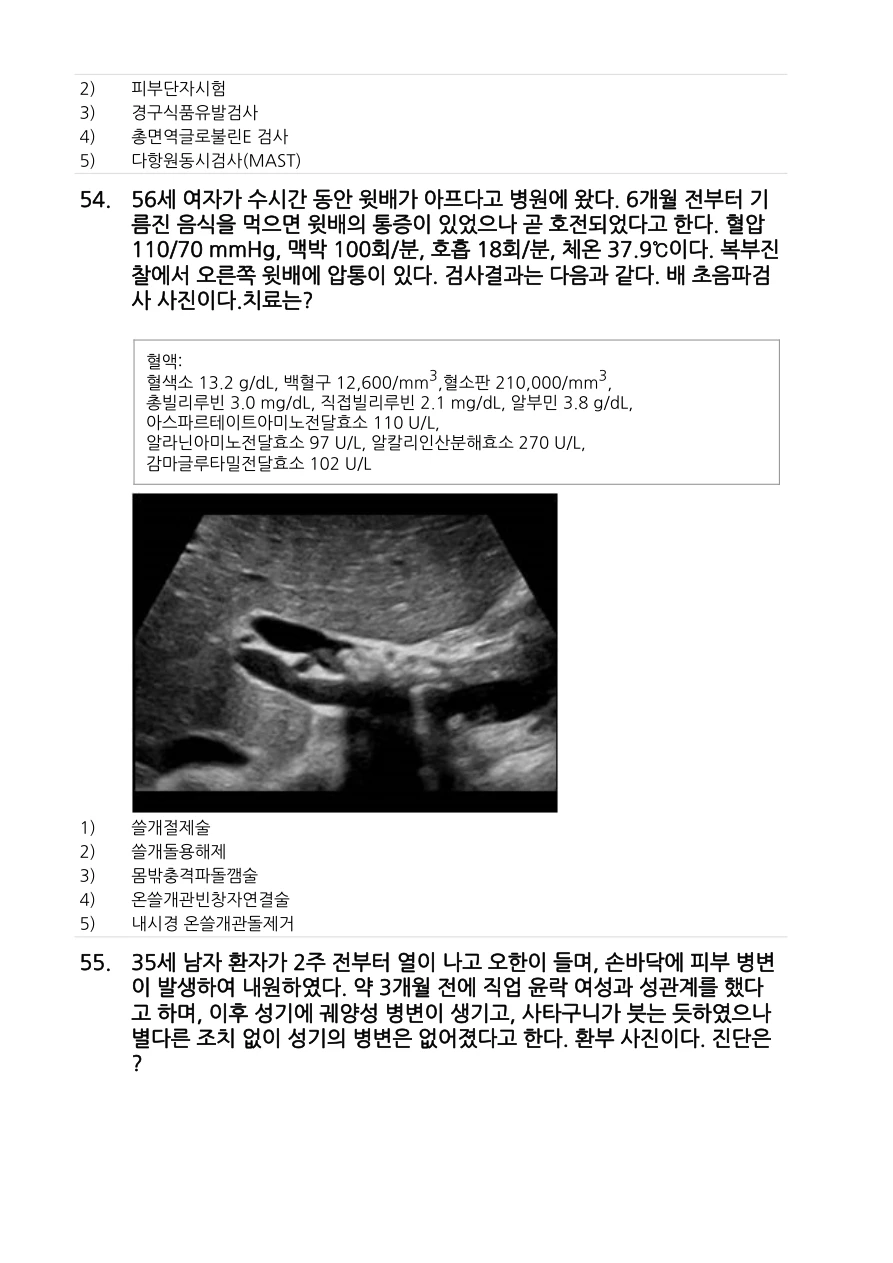 2) 피부단자시험
3) 경구식품유발검사
4) 총면역글로불린E 검사
5) 다항원동시검사(MAST)
54. 56세 여자가 수시간 동안 윗배가 아프다고 병원에 왔다. 6개월 전부터 기
름진 음식을 먹으면 윗배의 통증이 있었으나 곧 호전되었다고 한다. 혈압
110/70 mmHg, 맥박 100회/분, 호흡 18회/분, 체온 37.9℃이다. 복부진
찰에서 오른쪽 윗배에 압통이 있다. 검사결과는 다음과 같다. 배 초음파검
사 사진이다.치료는?
혈액:
혈색소 13.2 g/dL, 백혈구 12,600/mm³,혈소판 210,000/mm³,
총빌리루빈 3.0 mg/dL, 직접빌리루빈 2.1 mg/dL, 알부민 3.8 g/dL,
아스파르테이트아미노전달효소 110 U/L,
알라닌아미노전달효소 97 U/L, 알칼리인산분해효소 270 U/L,
감마글루타밀전달효소 102 U/L
1) 쓸개절제술
2) 쓸개돌용해제
3) 몸밖충격파돌깸술
4) 온쓸개관빈창자연결술
5) 내시경 온쓸개관돌제거
55. 35세 남자 환자가 2주 전부터 열이 나고 오한이 들며, 손바닥에 피부 병변
이 발생하여 내원하였다. 약 3개월 전에 직업 윤락 여성과 성관계를 했다
고 하며, 이후 성기에 궤양성 병변이 생기고, 사타구니가 붓는 듯하였으나
별다른 조치 없이 성기의 병변은 없어졌다고 한다. 환부 사진이다. 진단은
?